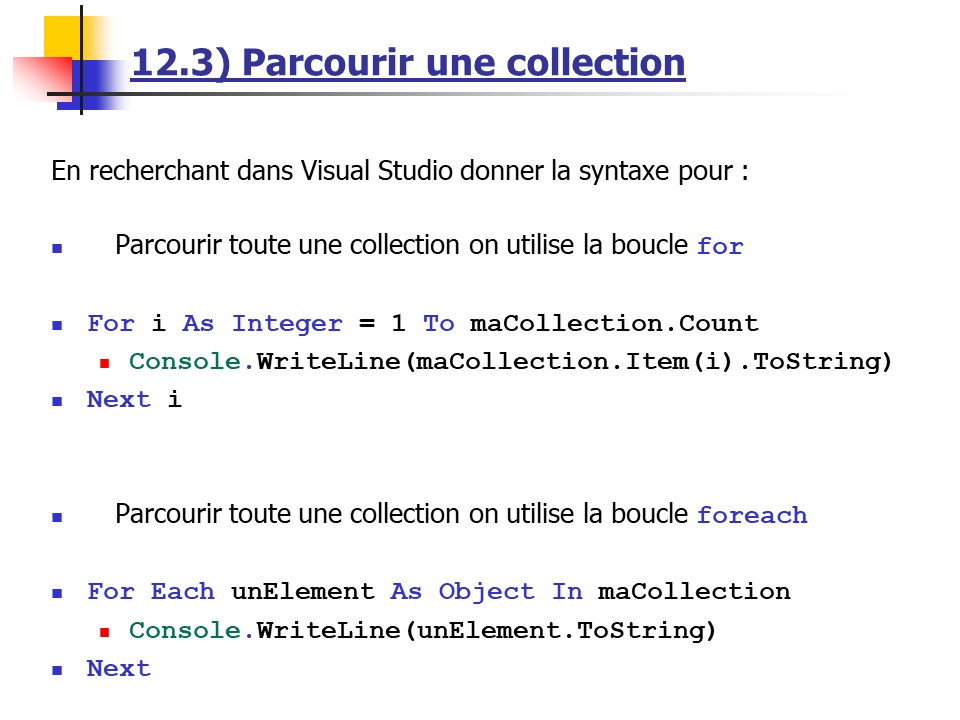 12.3) Parcourir une collection
En recherchant dans Visual Studio donner la syntaxe pour :
Parcourir toute une collection on utilise la boucle for
For i As Integer = 1 To maCollection.Count
Console.WriteLine(maCollection.Item(i).ToString)
Next i
Parcourir toute une collection on utilise la boucle foreach
For Each unElement As Object In maCollection
Console.WriteLine(unElement.ToString)
Next